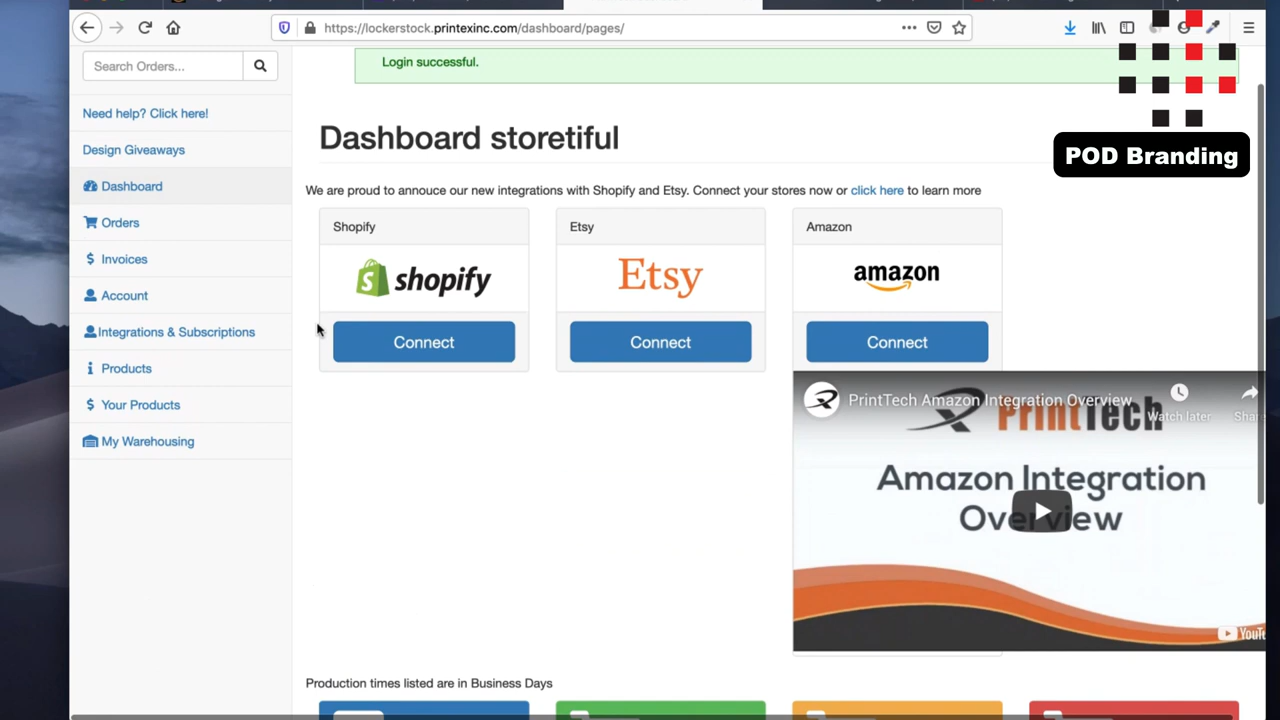 https://lockerstock.printexinc.com/dashboard/pages/
Search Orders...
Login successful.
POD Branding
Need help? Click here!
Design Giveaways
Dashboard
Orders
Invoices
Account
Integrations & Subscriptions
Products
Your Products
My Warehousing
Dashboard storetiful
We are proud to annouce our new integrations with Shopify and Etsy. Connect your stores now or click here to learn more
Shopify
Etsy
Amazon
shopify
Etsy
amazon
Connect
Connect
Connect
PrintTech Amazon Integration Overview
Watch later
PrintTech
Amazon Integration
Overview
Production times listed are in Business Days